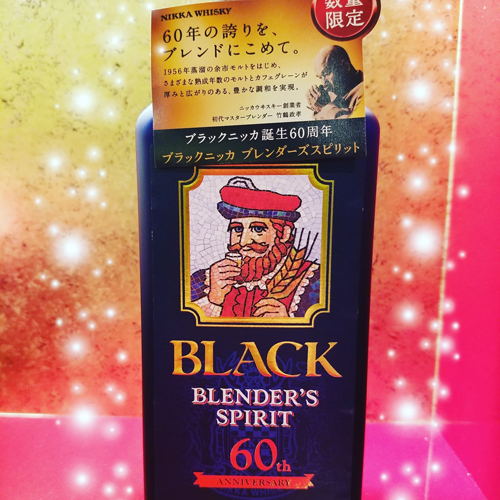 NIKKA WHISKY
数量
限定
60年の誇りを、
ブレンドにこめて。
1956年蒸溜の余市モルトをはじめ、
さまざまな熟成年数のモルトとカフェグレーンが
厚みと広がりのある、豊かな調和を実現。
ニッカウヰスキー創業者
初代マスターブレンダー 竹鶴政孝
ブラックニッカ誕生60周年
ブラックニッカ ブレンダーズスピリット
BLACK
BLENDER'S
SPIRIT
60th
ANNIVERSARY